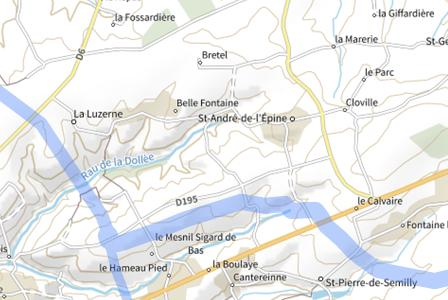 la Fossardière
la Giffardière
D6
Bretel
la Marerie
le Parc
Belle Fontaine
Cloville
La Luzerne
St-André-de-l'Épine
Rau de la Dollée
D195
le Calvaire
le Mesnil Sigard de
Bas
Fontaine
le Hameau Pied
la Boulaye
Cantereinne
St-Pierre-de-Semilly